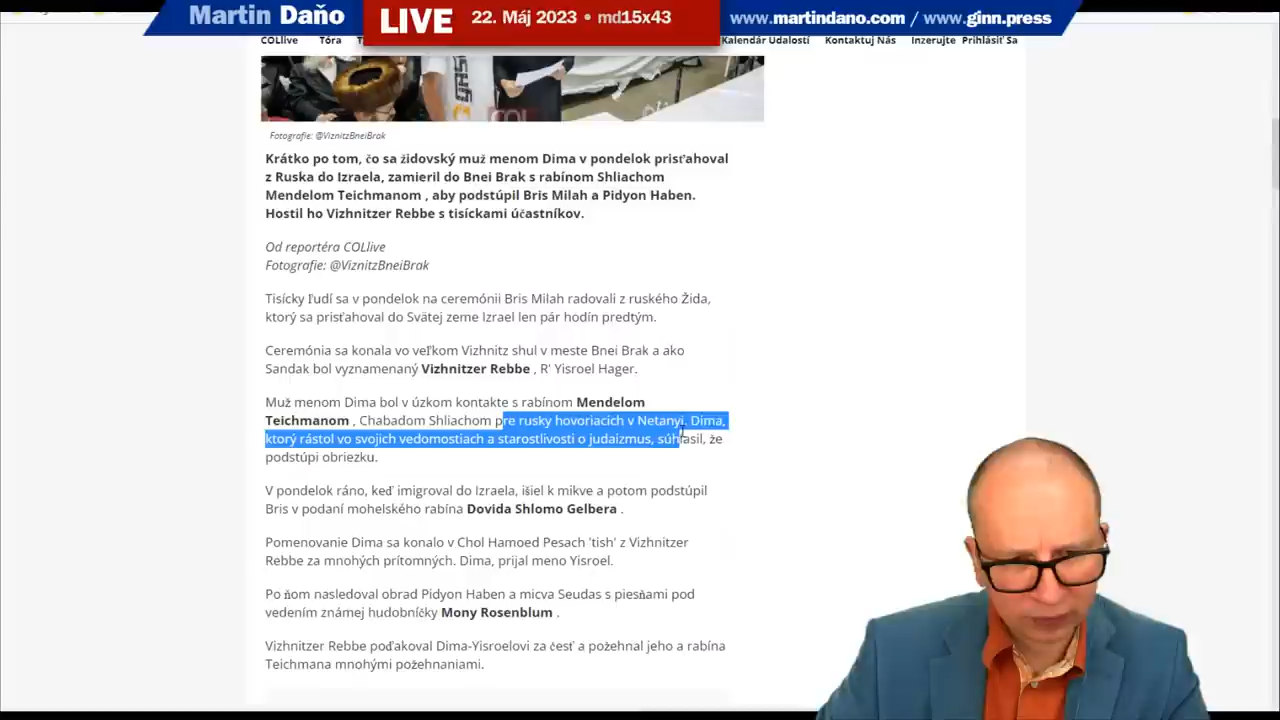 Martin Daňo
LIVE
22. Máj 2023 • md15x43
www.martindano.com / www.ginn.press
COLlive Tóra
Kalendár Udalostí Kontaktuj Nás Inzerujte Prihlásiť Sa
Fotografie: @ViznitzBneiBrak
Krátko po tom, čo sa židovský muž menom Dima v pondelok prisťahoval
z Ruska do Izraela, zamieril do Bnei Brak s rabínom Shliachom
Mendelom Teichmanom , aby podstúpil Bris Milah a Pidyon Haben.
Hostil ho Vizhnitzer Rebbe s tisíckami účastníkov.
Od reportéra COLlive
Fotografie: @ViznitzBneiBrak
Tisícky ľudí sa v pondelok na ceremónii Bris Milah radovali z ruského Žida,
ktorý sa prisťahoval do Svätej zeme Izrael len pár hodín predtým.
Ceremónia sa konala vo veľkom Vizhnitz shul v meste Bnei Brak a ako
Sandak bol vyznamenaný Vizhnitzer Rebbe , R' Yisroel Hager.
Muž menom Dima bol v úzkom kontakte s rabínom Mendelom
Teichmanom , Chabadom Shliachom pre rusky hovoriacich v Netanyi. Dima,
ktorý rástol vo svojich vedomostiach a starostlivosti o judaizmus, súhlasil, že
podstúpi obriezku.
V pondelok ráno, keď imigroval do Izraela, išiel k mikve a potom podstúpil
Bris v podaní mohelského rabína Dovida Shlomo Gelbera .
Pomenovanie Dima sa konalo v Chol Hamoed Pesach 'tish' z Vizhnitzer
Rebbe za mnohých prítomných. Dima, prijal meno Yisroel.
Po ňom nasledoval obrad Pidyon Haben a micva Seudas s piesňami pod
vedením známej hudobníčky Mony Rosenblum .
Vizhnitzer Rebbe poďakoval Dima-Yisroelovi za česť a požehnal jeho a rabína
Teichmana mnohými požehnaniami.